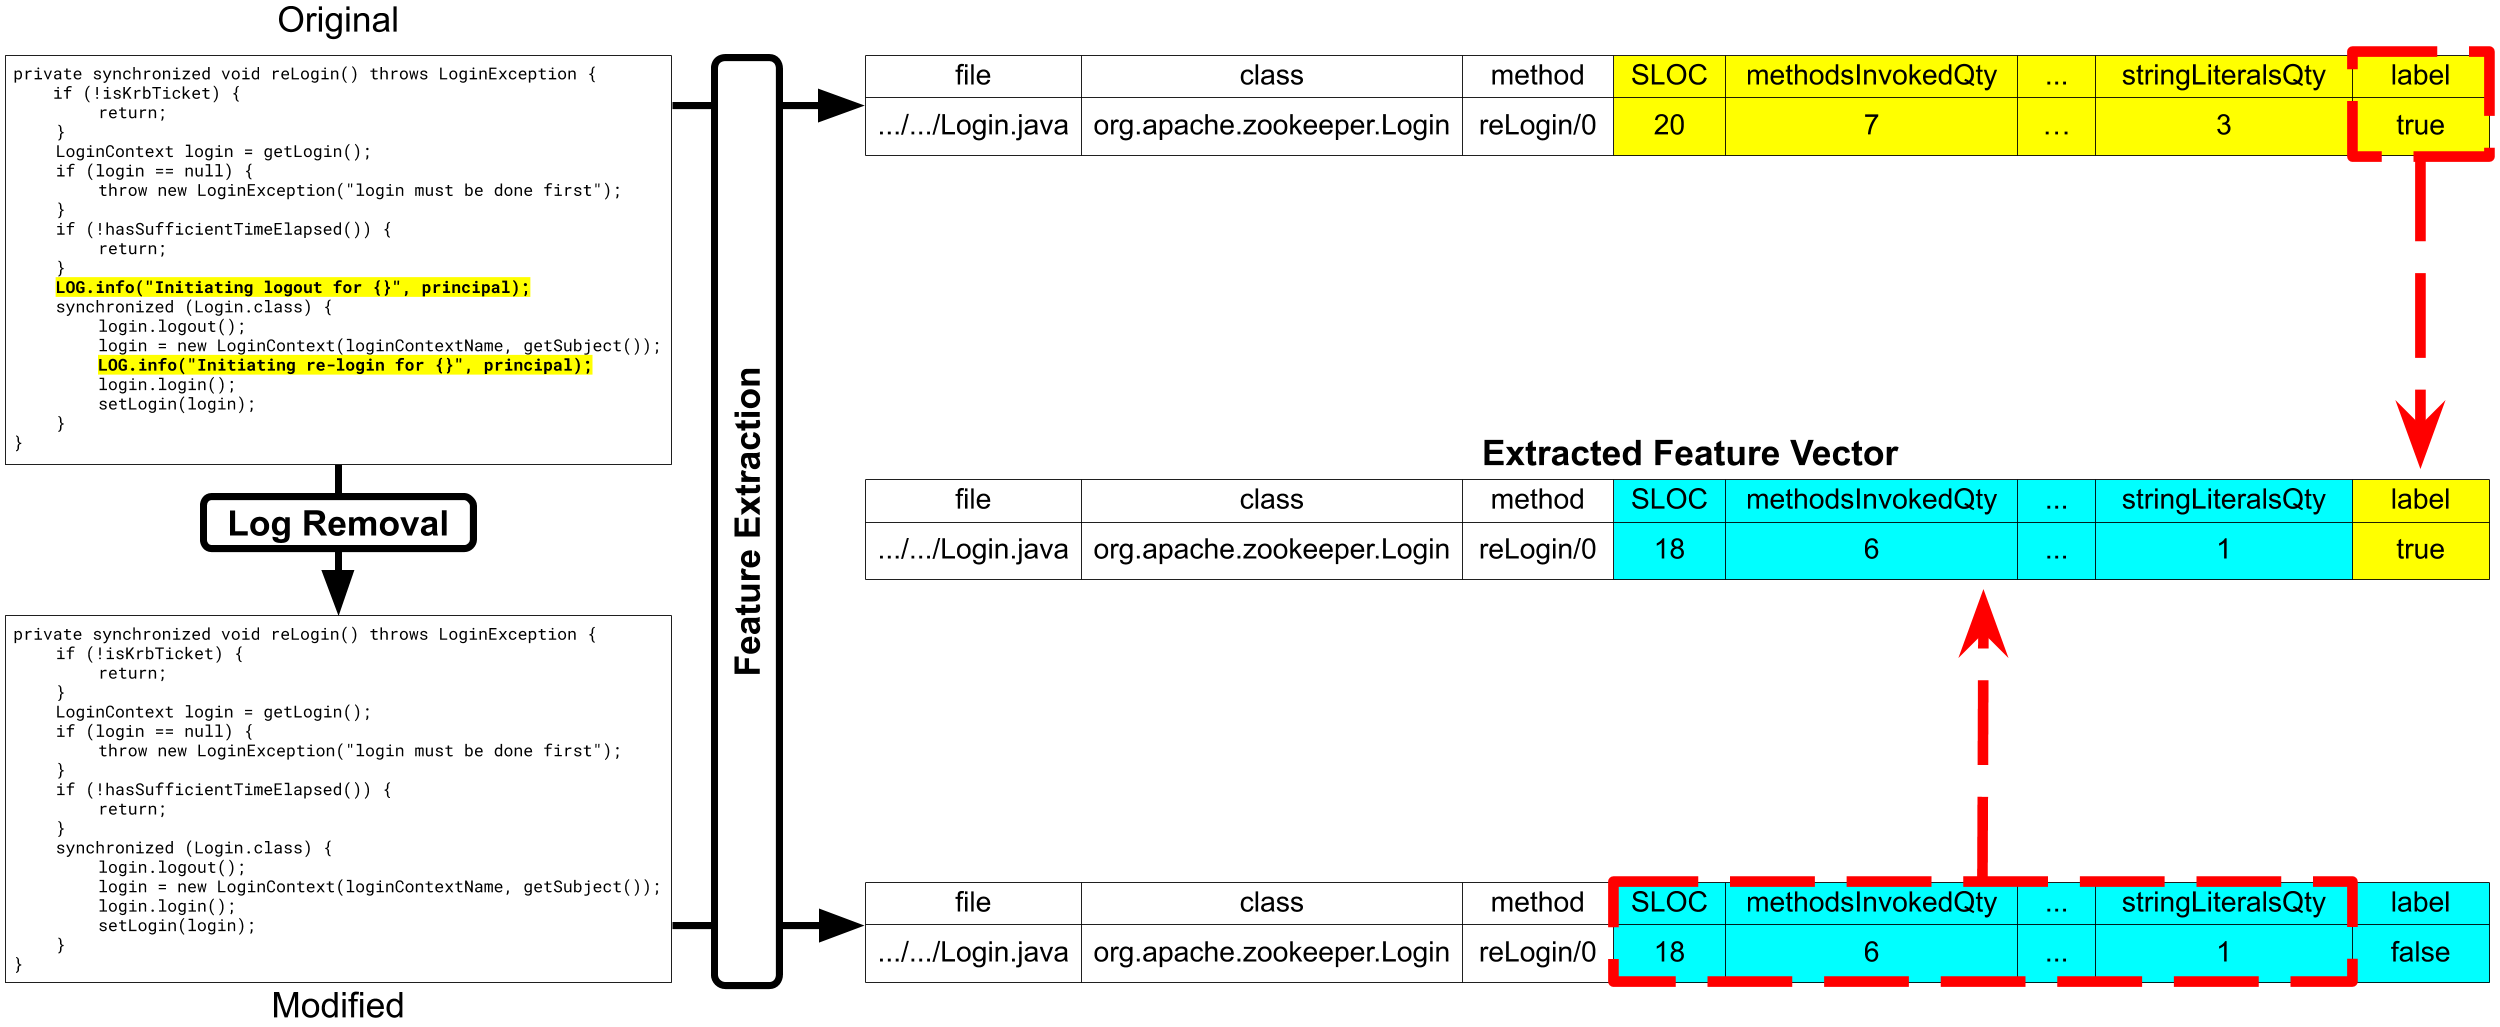 Original
private synchronized void reLogin() throws LoginException {
if (!isKrbTicket) {
return;
}
LoginContext login = getLogin();
if (login == null) {
throw new LoginException("login must be done first");
}
if (!hasSufficientTimeElapsed()) {
return;
}
LOG.info("Initiating logout for {}", principal);
synchronized (Login.class) {
login.logout();
login = new LoginContext(loginContextName, getSubject());
LOG.info("Initiating re-login for {}", principal);
login.login();
setLogin(login);
}
}
Log Removal
private synchronized void reLogin() throws LoginException {
if (!isKrbTicket) {
return;
}
LoginContext login = getLogin();
if (login == null) {
throw new LoginException("login must be done first");
}
if (!hasSufficientTimeElapsed()) {
return;
}
synchronized (Login.class) {
login.logout();
login = new LoginContext(loginContextName, getSubject());
login.login();
setLogin(login);
}
}
Modified
Feature Extraction
file class method SLOC methodsInvokedQty ... stringLiteralsQty label
.../.../Login.java org.apache.zookeeper.Login reLogin/0 20 7 ... 3 true
Extracted Feature Vector
file class method SLOC methodsInvokedQty ... stringLiteralsQty label
.../.../Login.java org.apache.zookeeper.Login reLogin/0 18 6 ... 1 true
file class method SLOC methodsInvokedQty ... stringLiteralsQty label
.../.../Login.java org.apache.zookeeper.Login reLogin/0 18 6 ... 1 false